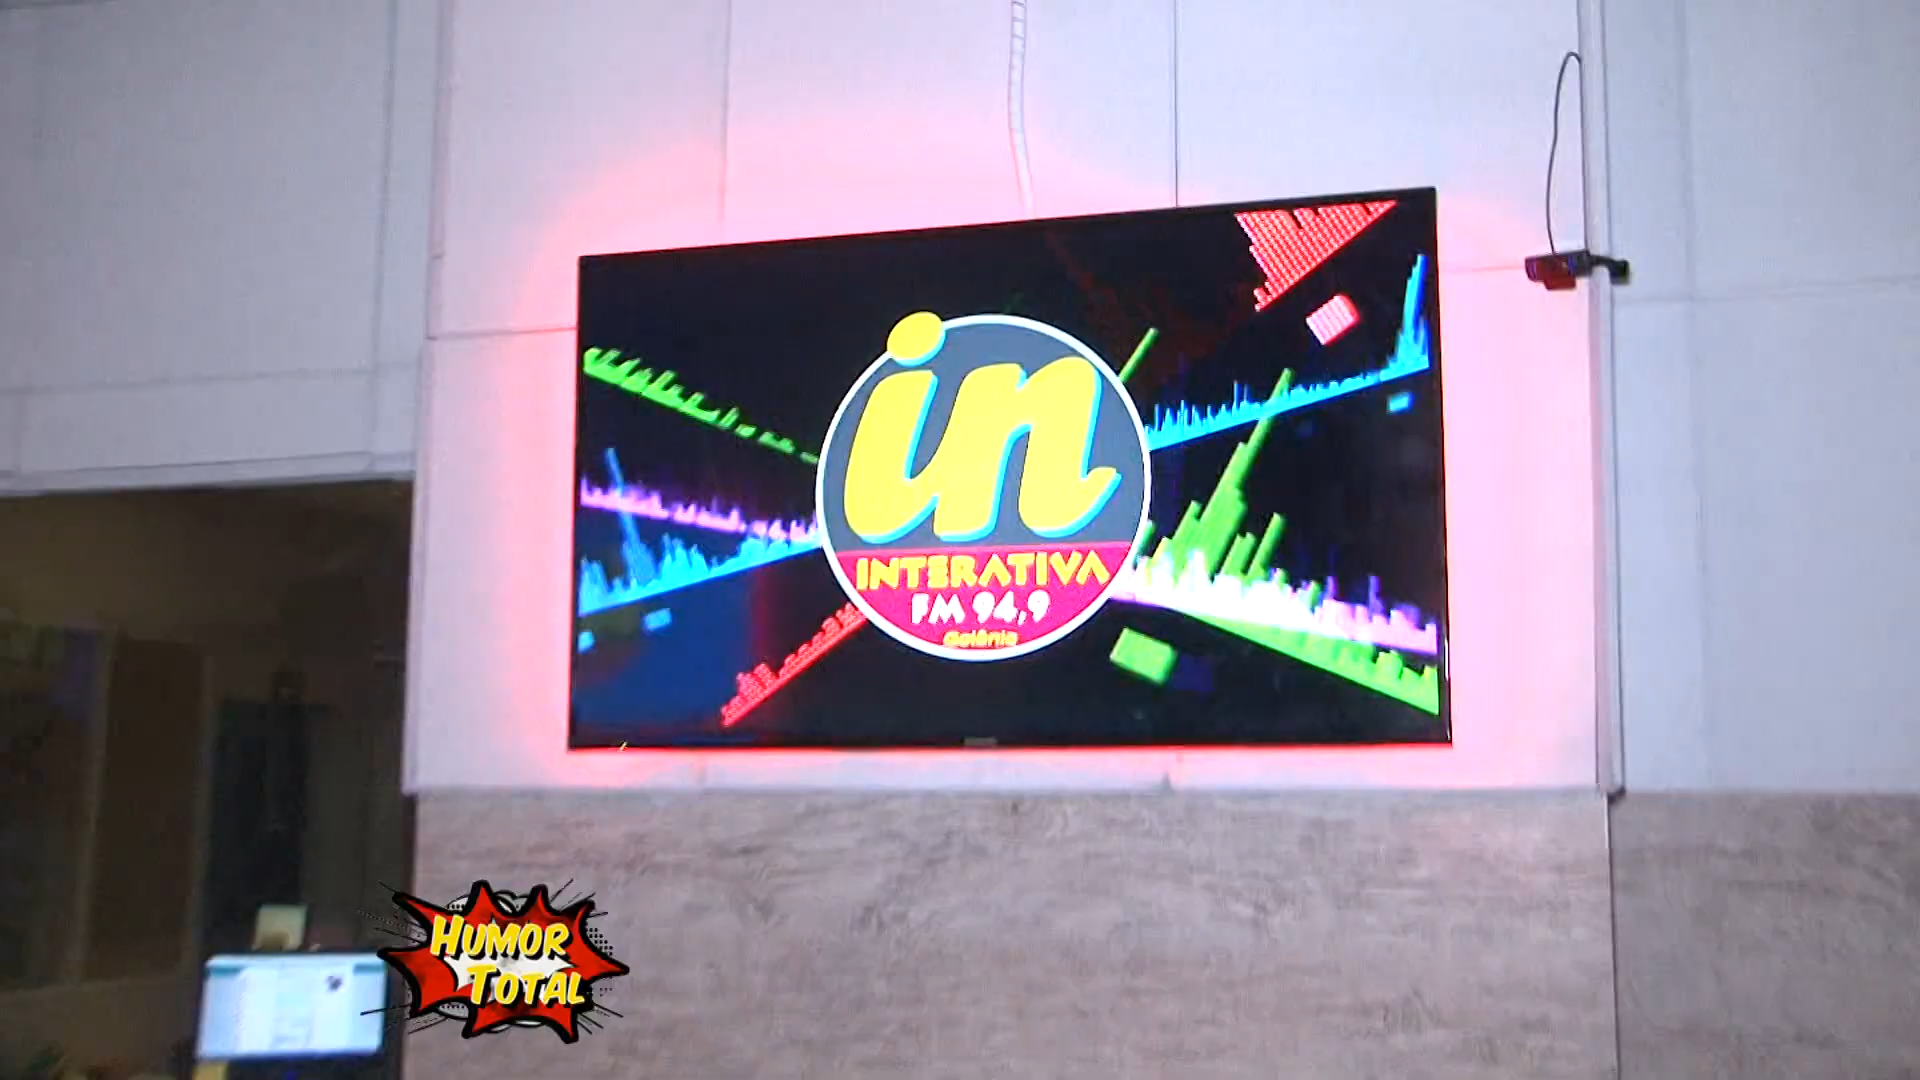 in
INTERATIVA
FM 94,9
Goiânia
HUMOR
TOTAL